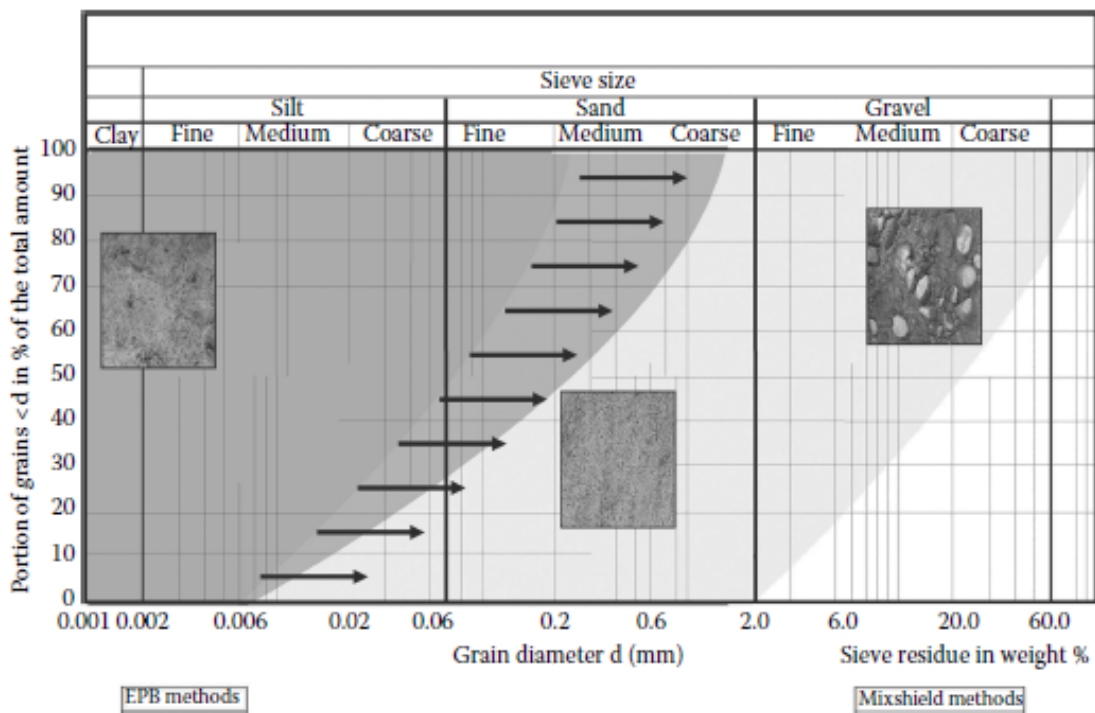 Sieve size
Silt Sand Gravel
Clay Fine Medium Coarse Fine Medium Coarse Fine Medium Coarse
Portion of grains < d in % of the total amount
100
90
80
70
60
50
40
30
20
10
0
0.001 0.002 0.006 0.02 0.06 0.2 0.6 2.0 6.0 20.0 60.0
Grain diameter d (mm) Sieve residue in weight %
EPB methods Mixshield methods